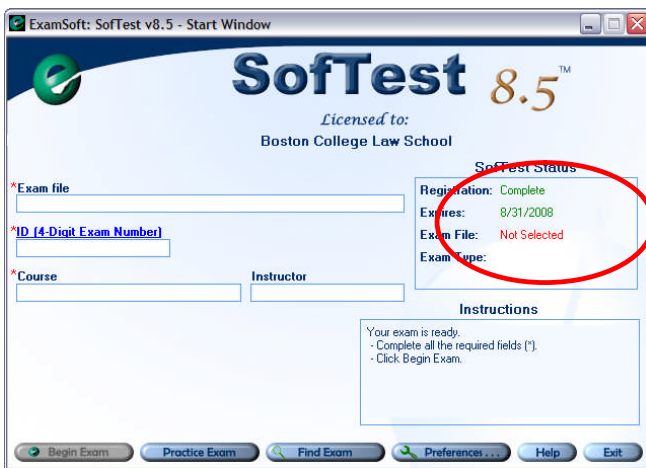 ExamSoft: SofTest v8.5 - Start Window
SofTest 8.5™
Licensed to:
Boston College Law School
SofTest Status
*Exam file
Registration: Complete
Expires: 8/31/2008
*ID (4-Digit Exam Number)
Exam File: Not Selected
Exam Type:
*Course Instructor
Instructions
Your exam is ready.
- Complete all the required fields (*).
- Click Begin Exam.
Begin Exam Practice Exam Find Exam Preferences... Help Exit